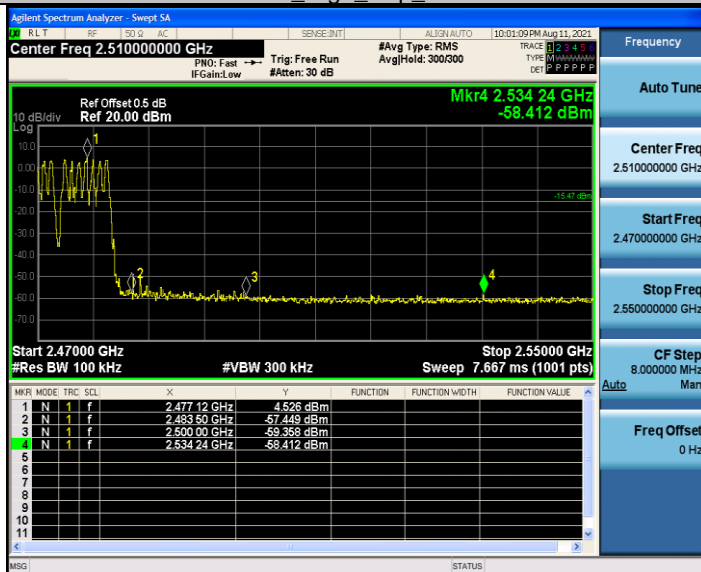 Agilent Spectrum Analyzer - Swept SA
RLT RF 50 Ω AC SENSE:INT ALIGN AUTO 10:01:09 PM Aug 11, 2021
Center Freq 2.510000000 GHz #Avg Type: RMS TRACE 1 2 3 4 5 6
PNO: Fast Trig: Free Run Avg|Hold: 300/300 TYPE M
IFGain:Low #Atten: 30 dB DET P P P P P P
Frequency
Auto Tune
Center Freq
2.510000000 GHz
Start Freq
2.470000000 GHz
Stop Freq
2.550000000 GHz
CF Step
8.000000 MHz
Auto Man
Freq Offset
0 Hz
Mkr4 2.534 24 GHz
Ref Offset 0.5 dB
10 dB/div Ref 20.00 dBm -58.412 dBm
Log
10.0
0.00
-10.0
-20.0
-30.0
-40.0
-50.0
-60.0
-70.0
1
-15.47 dBm
2
3
4
Start 2.47000 GHz Stop 2.55000 GHz
#Res BW 100 kHz #VBW 300 kHz Sweep 7.667 ms (1001 pts)
MKR MODE TRC SCL X Y FUNCTION FUNCTION WIDTH FUNCTION VALUE
1 N 1 f 2.477 12 GHz 4.526 dBm
2 N 1 f 2.483 50 GHz -57.449 dBm
3 N 1 f 2.500 00 GHz -59.358 dBm
4 N 1 f 2.534 24 GHz -58.412 dBm
5
6
7
8
9
10
11
MSG STATUS